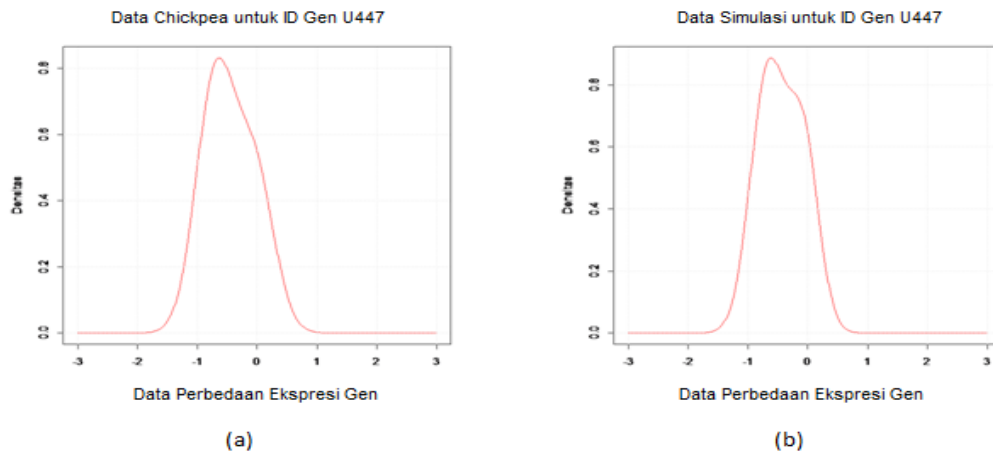 Data Chickpea untuk ID Gen U447
Densitas
0.8
0.6
0.4
0.2
0.0
-3 -2 -1 0 1 2 3
Data Perbedaan Ekspresi Gen
(a)
Data Simulasi untuk ID Gen U447
Densitas
0.8
0.6
0.4
0.2
0.0
-3 -2 -1 0 1 2 3
Data Perbedaan Ekspresi Gen
(b)